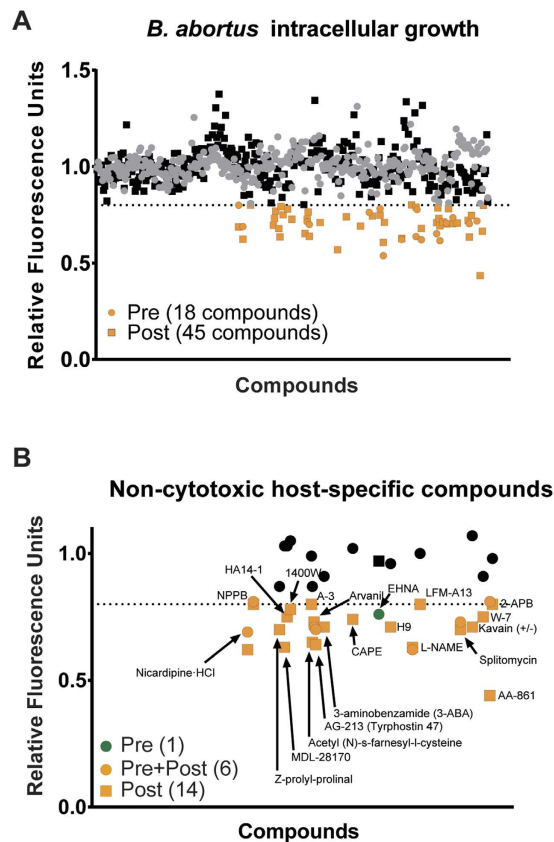 A
B. abortus intracellular growth
Relative Fluorescence Units
1.5
1.0
0.5
0.0
Pre (18 compounds)
Post (45 compounds)
Compounds
B
Non-cytotoxic host-specific compounds
Relative Fluorescence Units
1.0
0.5
0.0
HA14-1
1400W
NPPB
A-3
Arvanil
EHNA
LFM-A13
2-APB
W-7
H9
Kavain (+/-)
CAPE
L-NAME
Splitomycin
Nicardipine·HCl
AA-861
3-aminobenzamide (3-ABA)
AG-213 (Tyrphostin 47)
Acetyl (N)-s-farnesyl-l-cysteine
MDL-28170
Z-prolyl-prolinal
Pre (1)
Pre+Post (6)
Post (14)
Compounds